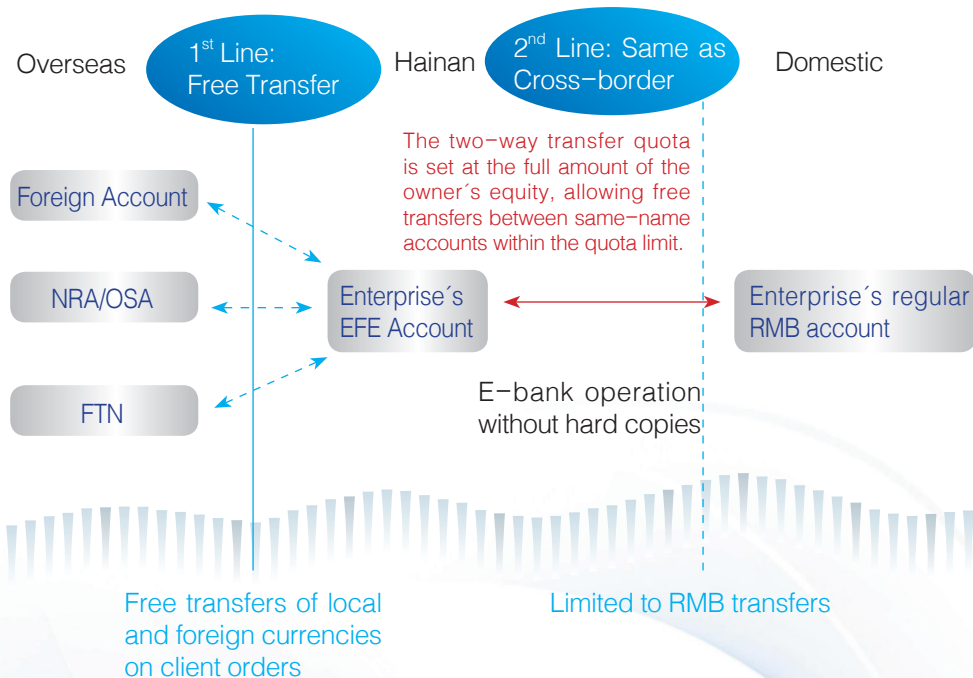 Overseas
1st Line:
Free Transfer
Hainan
2nd Line: Same as
Cross-border
Domestic
The two-way transfer quota
is set at the full amount of the
owner´s equity, allowing free
transfers between same-name
accounts within the quota limit.
Foreign Account
NRA/OSA
FTN
Enterprise´s
EFE Account
Enterprise´s regular
RMB account
E-bank operation
without hard copies
Free transfers of local
and foreign currencies
on client orders
Limited to RMB transfers